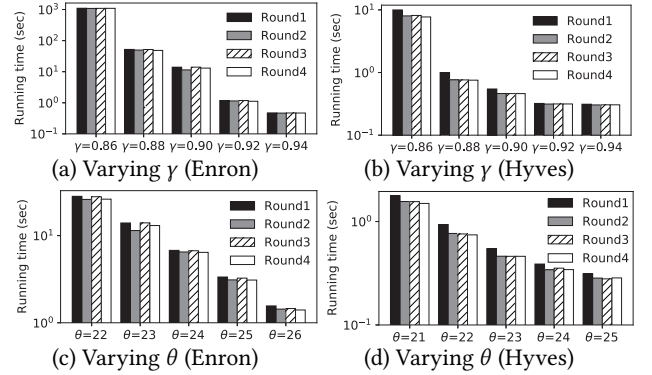 10³
10²
10¹
10⁰
10⁻¹
Running time (sec)
Round1
Round2
Round3
Round4
γ=0.86 γ=0.88 γ=0.90 γ=0.92 γ=0.94
(a) Varying γ (Enron)
10¹
10⁰
10⁻¹
Running time (sec)
Round1
Round2
Round3
Round4
γ=0.86 γ=0.88 γ=0.90 γ=0.92 γ=0.94
(b) Varying γ (Hyves)
10¹
10⁰
Running time (sec)
Round1
Round2
Round3
Round4
θ=22 θ=23 θ=24 θ=25 θ=26
(c) Varying θ (Enron)
10⁰
10⁻¹
Running time (sec)
Round1
Round2
Round3
Round4
θ=21 θ=22 θ=23 θ=24 θ=25
(d) Varying θ (Hyves)